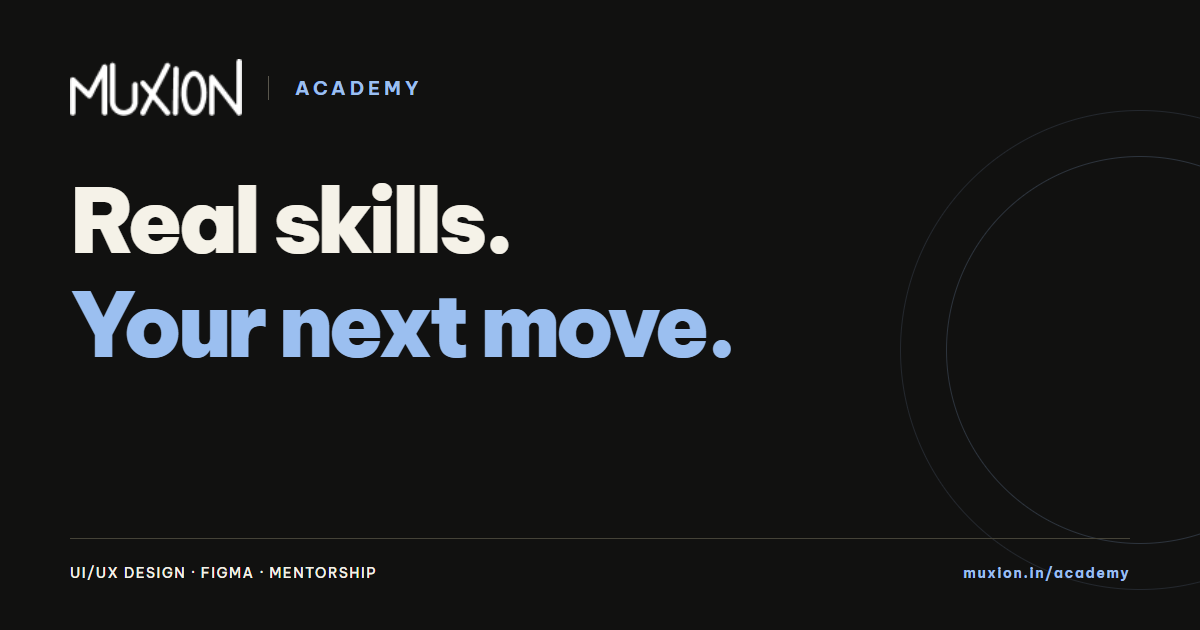 MUXION | ACADEMY
Real skills.
Your next move.
UI/UX DESIGN · FIGMA · MENTORSHIP
muxion.in/academy